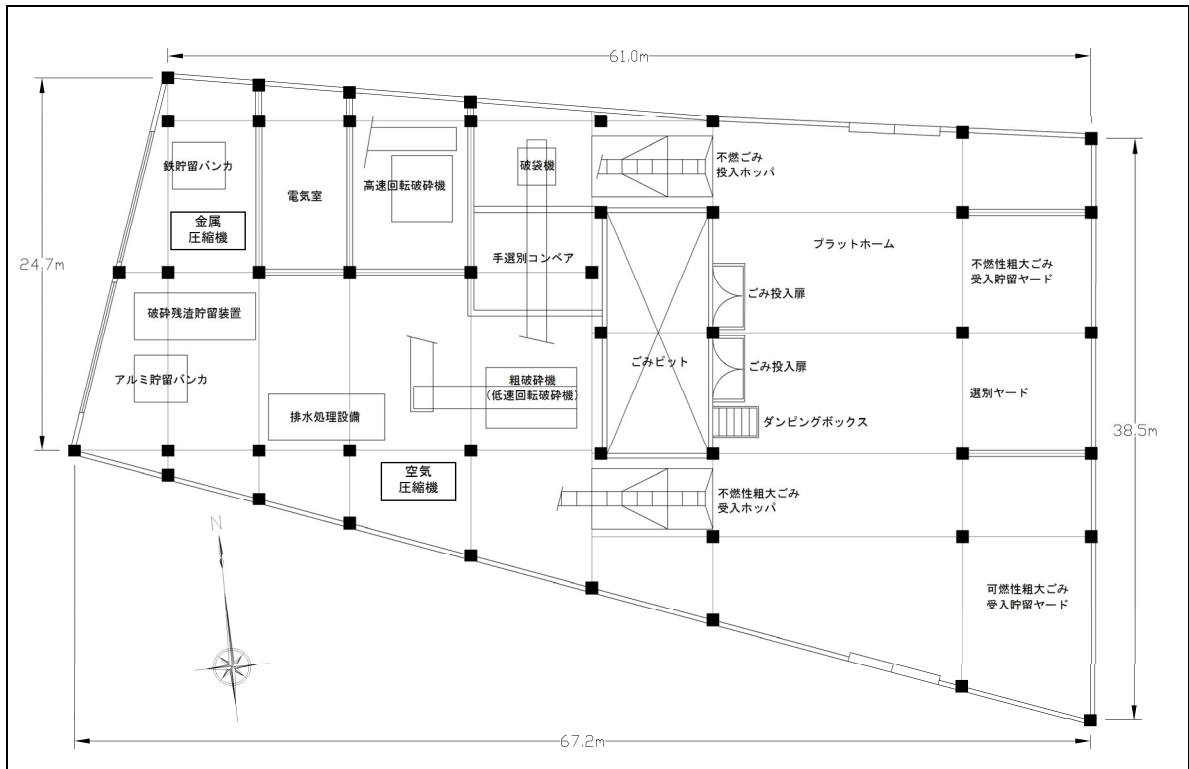 61.0m
24.7m
鉄貯留バンカ
金属
圧縮機
電気室
高速回転破砕機
破袋機
不燃ごみ
投入ホッパ
手選別コンベア
プラットホーム
不燃性粗大ごみ
受入貯留ヤード
ごみ投入扉
破砕残渣貯留装置
アルミ貯留バンカ
粗破砕機
(低速回転破砕機)
ごみピット
ごみ投入扉
選別ヤード
排水処理設備
ダンピングボックス
38.5m
空気
圧縮機
不燃性粗大ごみ
受入ホッパ
N
可燃性粗大ごみ
受入貯留ヤード
67.2m